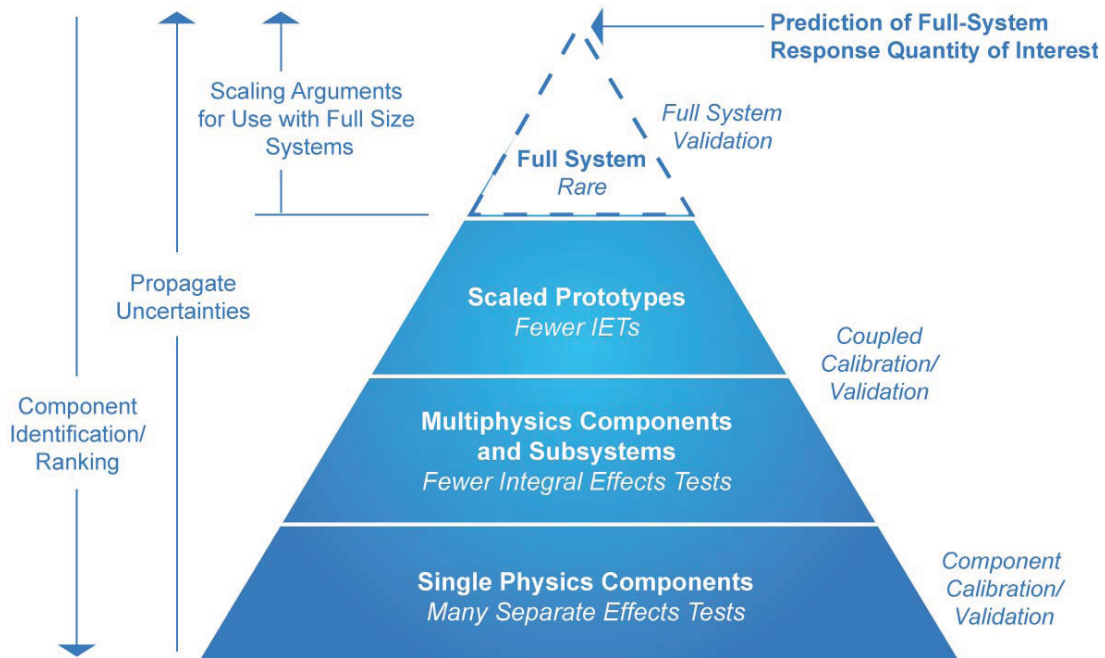 Prediction of Full-System
Response Quantity of Interest
Scaling Arguments
for Use with Full Size
Systems
Full System
Validation
Full System
Rare
Propagate
Uncertainties
Scaled Prototypes
Fewer IETs
Coupled
Calibration/
Validation
Component
Identification/
Ranking
Multiphysics Components
and Subsystems
Fewer Integral Effects Tests
Single Physics Components
Many Separate Effects Tests
Component
Calibration/
Validation